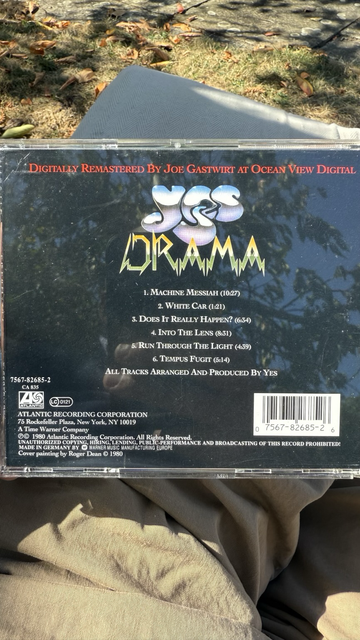 Digitally Remastered By Joe Gastwirt at Ocean View Digital
YES
DRAMA
1. Machine Messiah (10:27)
2. White Car (1:21)
3. Does It Really Happen? (6:34)
4. Into The Lens (8:31)
5. Run Through The Light (4:39)
6. Tempus Fugit (5:14)
All Tracks Arranged And Produced By Yes
7567-82685-2
CA 835
ATLANTIC
LC 0121
ATLANTIC RECORDING CORPORATION
75 Rockefeller Plaza, New York, NY 10019
A Time Warner Company
℗© 1980 Atlantic Recording Corporation. All Rights Reserved.
UNAUTHORIZED COPYING, HIRING, LENDING, PUBLIC PERFORMANCE AND BROADCASTING OF THIS RECORD PROHIBITED!
MADE IN GERMANY BY WARNER MUSIC MANUFACTURING EUROPE
Cover painting by Roger Dean © 1980
0 7567-82685-2 6